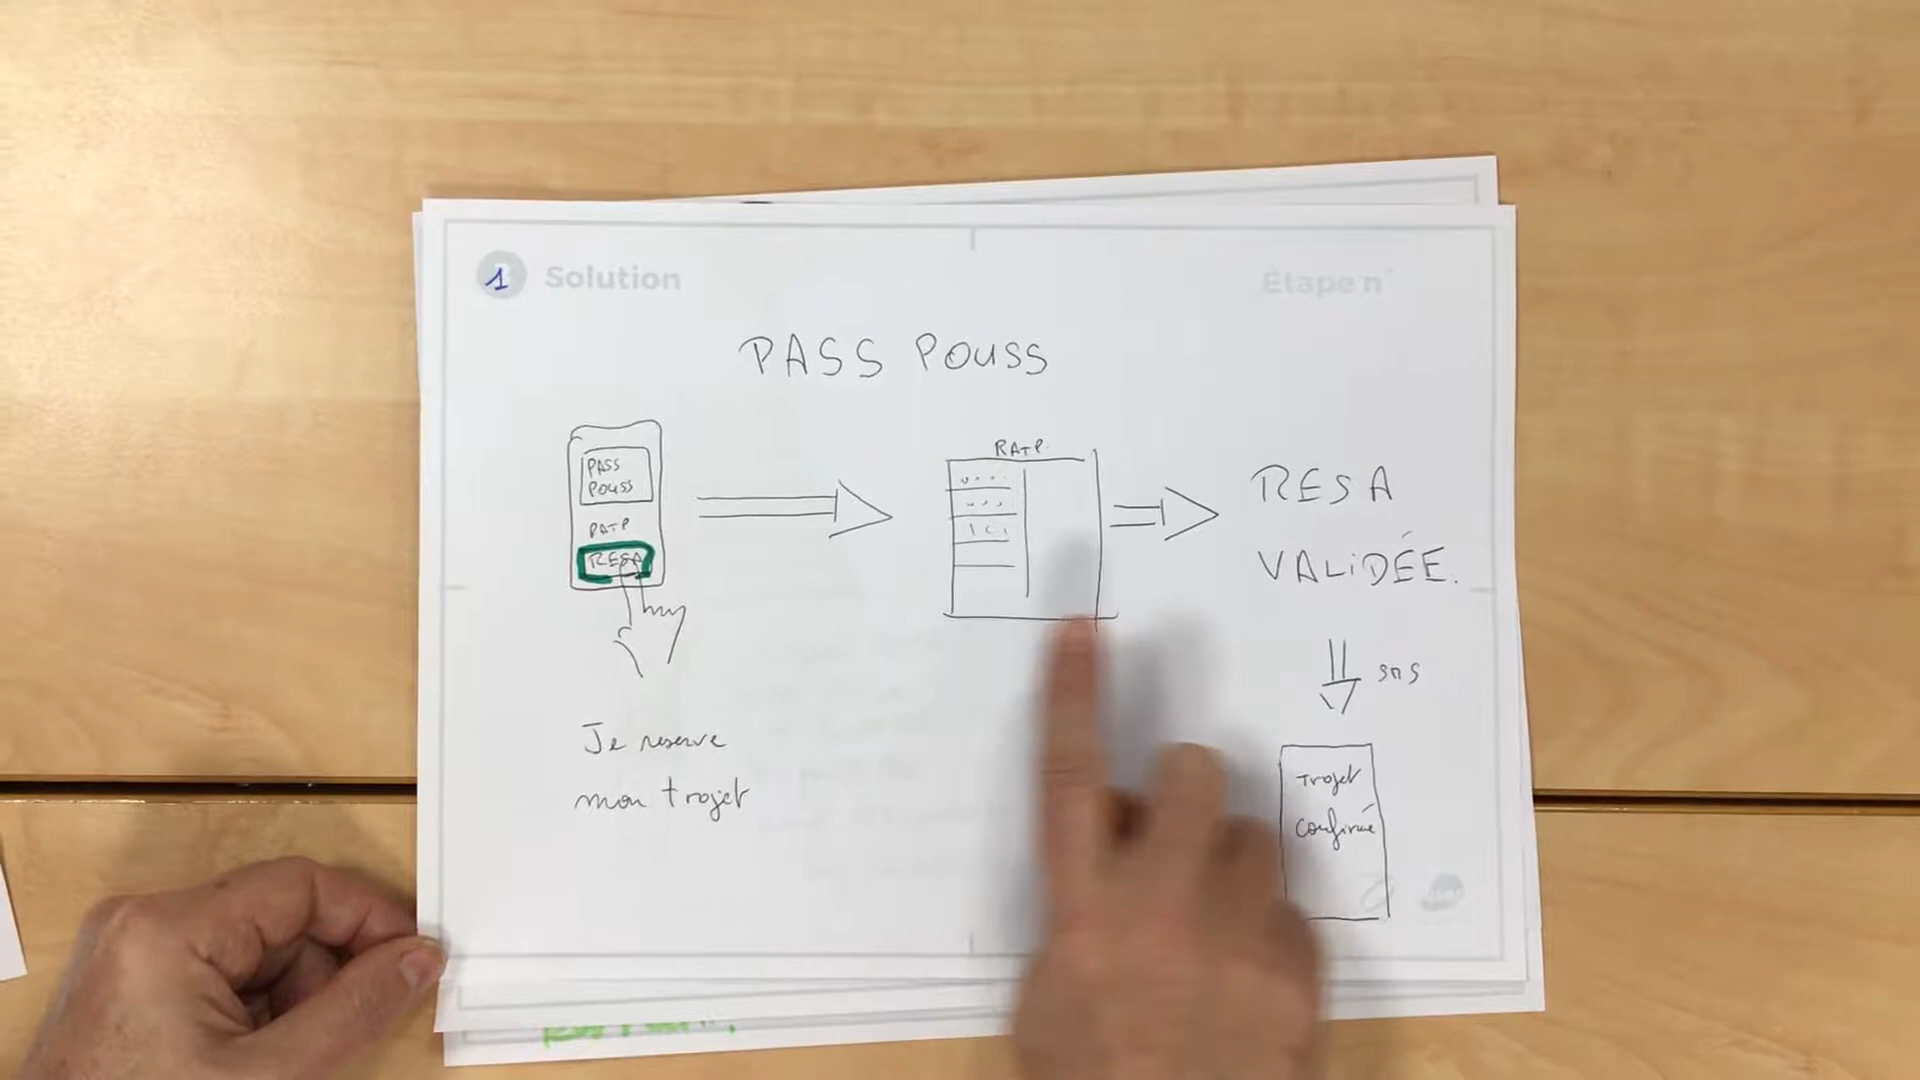 1 Solution
Etape n°
PASS POUSS
PASS
POUSS
RATP
RESA
RATP.
RESA
VALIDÉE.
sms
Je reserve
mon trajet
Trajet
Confirmé